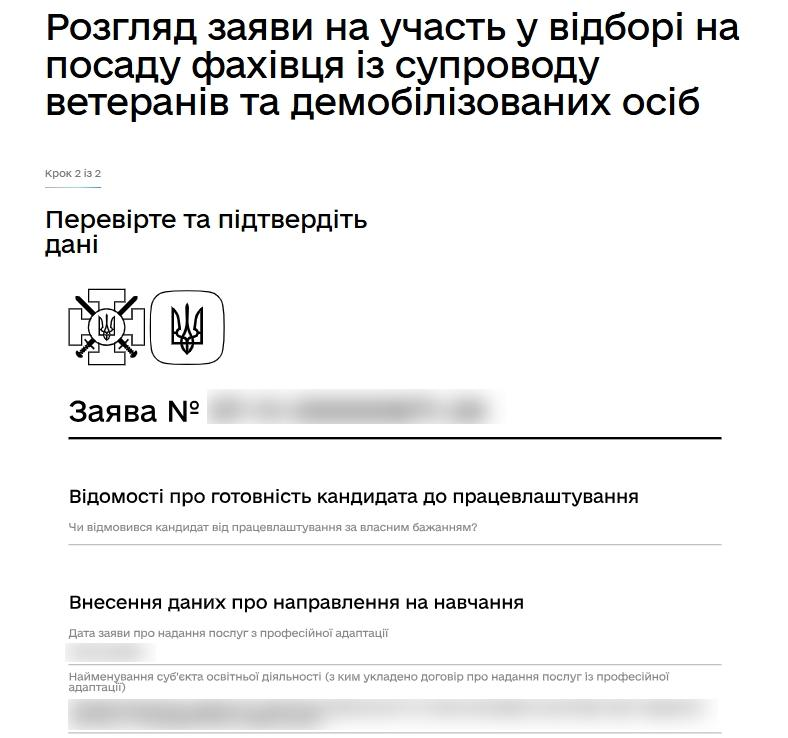 Розгляд заяви на участь у відборі на
посаду фахівця із супроводу
ветеранів та демобілізованих осіб
Крок 2 із 2
Перевірте та підтвердіть
дані
Заява №
Відомості про готовність кандидата до працевлаштування
Чи відмовився кандидат від працевлаштування за власним бажанням?
Внесення даних про направлення на навчання
Дата заяви про надання послуг з професійної адаптації
Найменування суб'єкта освітньої діяльності (з ким укладено договір про надання послуг із професійної
адаптації)